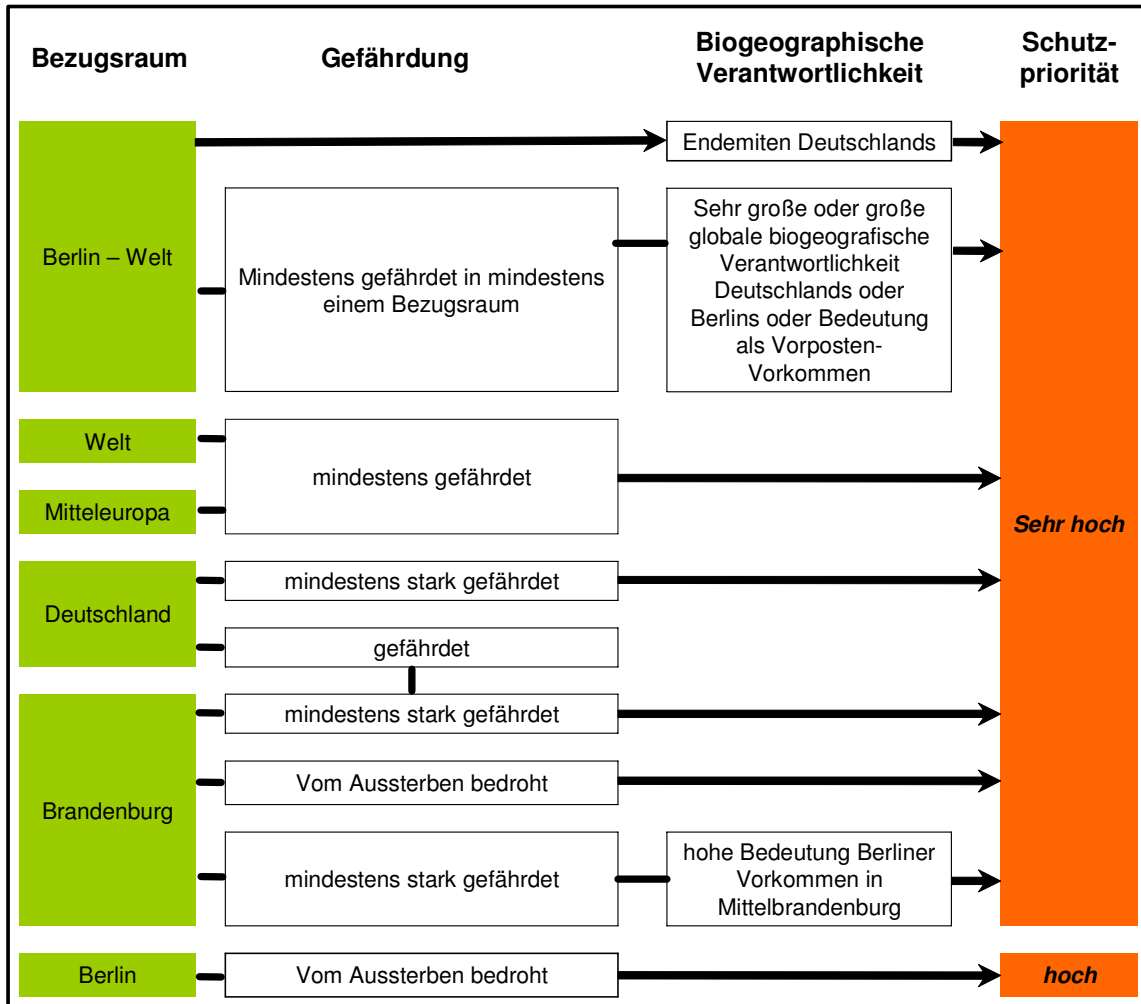 Bezugsraum
Gefährdung
Biogeographische
Verantwortlichkeit
Schutz-
priorität
Berlin – Welt
Endemiten Deutschlands
Mindestens gefährdet in mindestens
einem Bezugsraum
Sehr große oder große
globale biogeografische
Verantwortlichkeit
Deutschlands oder
Berlins oder Bedeutung
als Vorposten-
Vorkommen
Welt
Mitteleuropa
mindestens gefährdet
Sehr hoch
Deutschland
mindestens stark gefährdet
gefährdet
Brandenburg
mindestens stark gefährdet
Vom Aussterben bedroht
mindestens stark gefährdet
hohe Bedeutung Berliner
Vorkommen in
Mittelbrandenburg
Berlin
Vom Aussterben bedroht
hoch